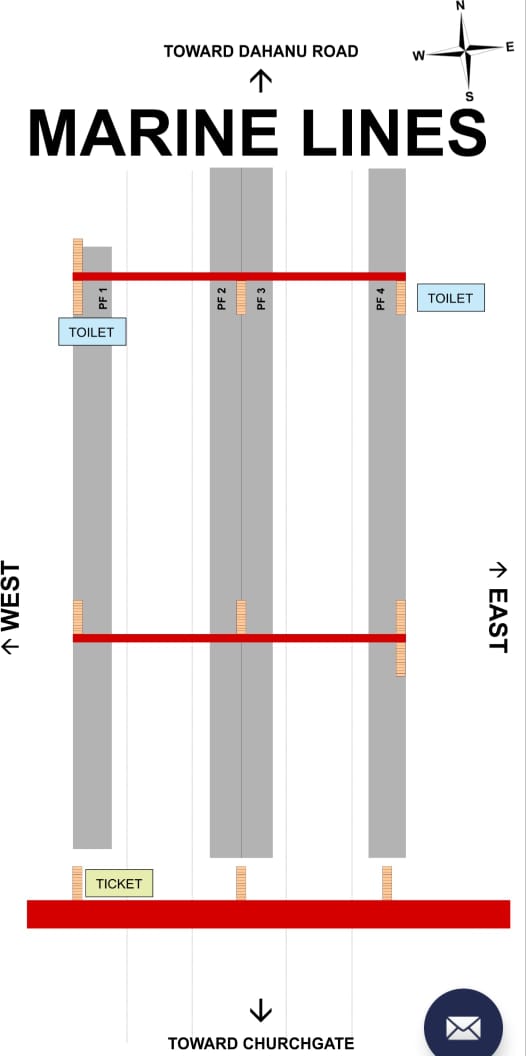 N
TOWARD DAHANU ROAD
W
E
S
MARINE LINES
PF 1
PF 2
PF 3
PF 4
TOILET
TOILET
← WEST
→ EAST
TICKET
TOWARD CHURCHGATE